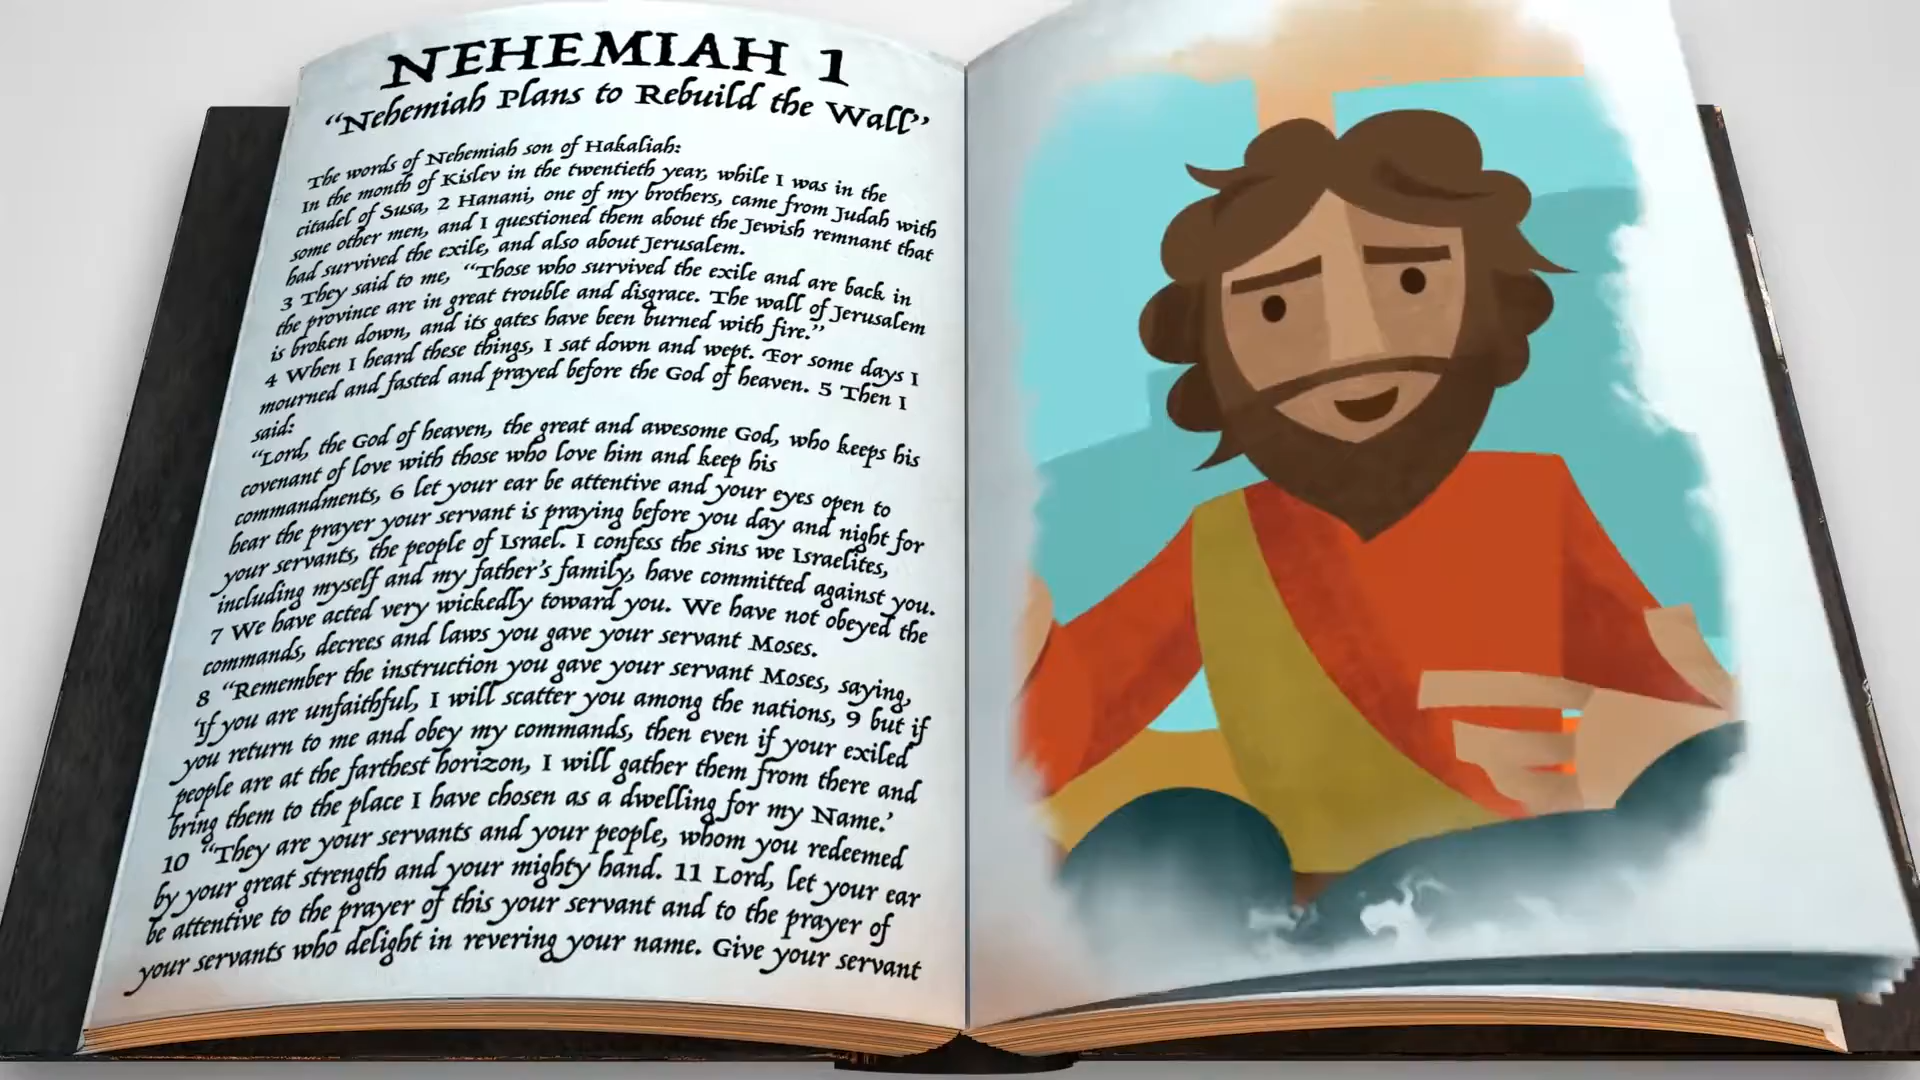 NEHEMIAH 1
“Nehemiah Plans to Rebuild the Wall”
The words of Nehemiah son of Hakaliah:
In the month of Kislev in the twentieth year, while I was in the
citadel of Susa, 2 Hanani, one of my brothers, came from Judah with
some other men, and I questioned them about the Jewish remnant that
had survived the exile, and also about Jerusalem.
3 They said to me, “Those who survived the exile and are back in
the province are in great trouble and disgrace. The wall of Jerusalem
is broken down, and its gates have been burned with fire.”
4 When I heard these things, I sat down and wept. For some days I
mourned and fasted and prayed before the God of heaven. 5 Then I
said:
“Lord, the God of heaven, the great and awesome God, who keeps his
covenant of love with those who love him and keep his
commandments, 6 let your ear be attentive and your eyes open to
hear the prayer your servant is praying before you day and night for
your servants, the people of Israel. I confess the sins we Israelites,
including myself and my father’s family, have committed against you.
7 We have acted very wickedly toward you. We have not obeyed the
commands, decrees and laws you gave your servant Moses.
8 “Remember the instruction you gave your servant Moses, saying,
‘If you are unfaithful, I will scatter you among the nations, 9 but if
you return to me and obey my commands, then even if your exiled
people are at the farthest horizon, I will gather them from there and
bring them to the place I have chosen as a dwelling for my Name.’
10 “They are your servants and your people, whom you redeemed
by your great strength and your mighty hand. 11 Lord, let your ear
be attentive to the prayer of this your servant and to the prayer of
your servants who delight in revering your name. Give your servant